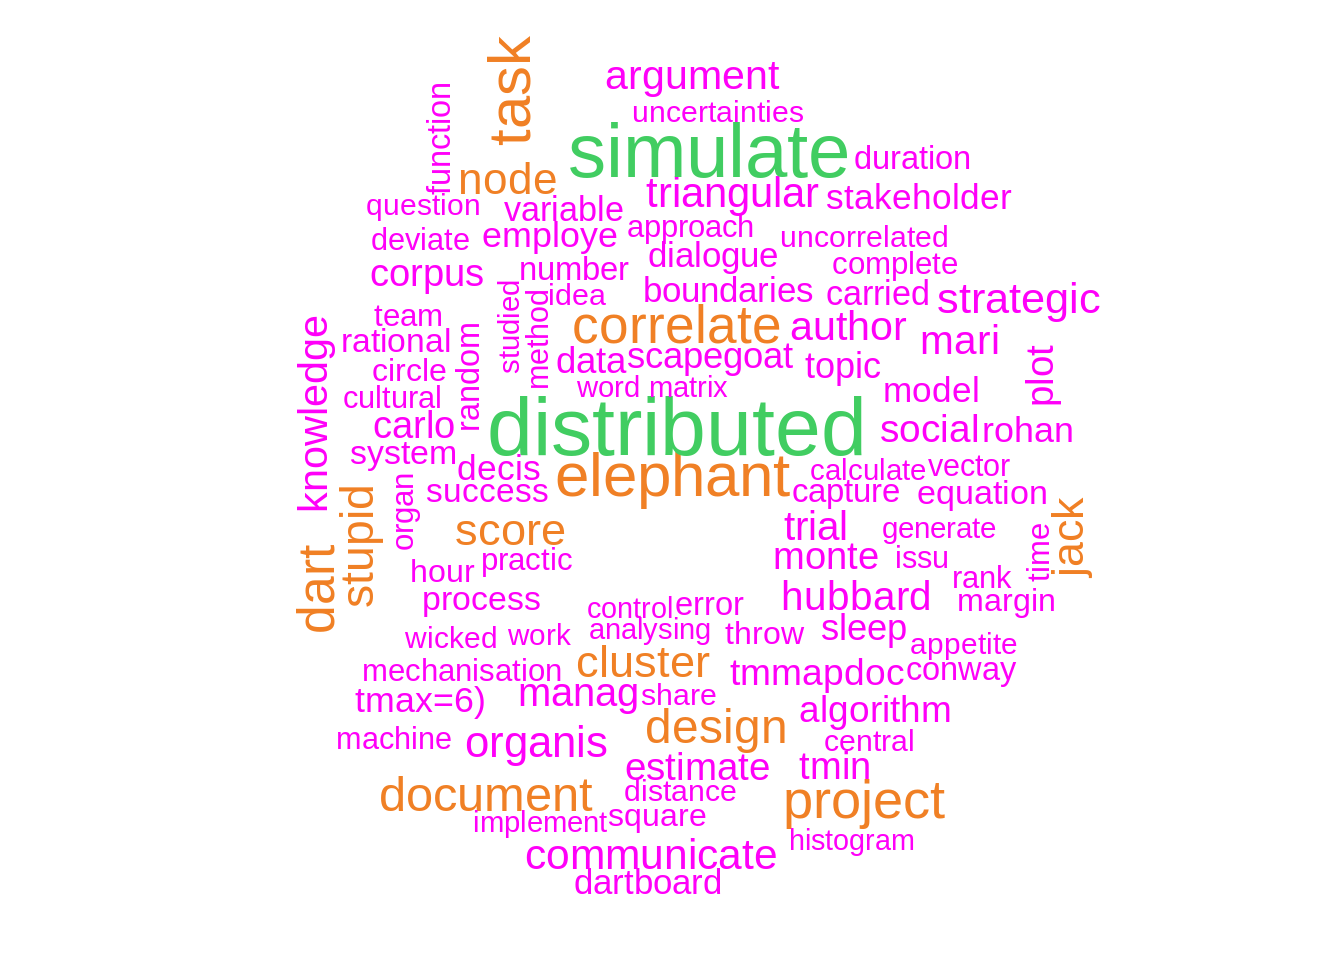 task
argument
function
uncertainties
simulate
duration
node
triangular
stakeholder
question
variable
approach
deviate
employe
uncorrelated
dialogue
complete
corpus
number
studied
method
idea
boundaries
carried
strategic
team
correlate
author
mari
knowledge
rational
random
data
scapegoat
topic
plot
circle
word
matrix
model
cultural
carlo
distributed
social
rohan
system
decis
elephant
calculate
vector
organ
success
capture
equation
stupid
score
trial
generate
jack
time
dart
practic
monte
issu
hour
rank
process
control
error
hubbard
margin
wicked
work
analysing
throw
sleep
appetite
mechanisation
cluster
tmmapdoc
conway
tmax=6)
manag
share
algorithm
machine
organis
design
central
estimate
tmin
document
distance
project
implement
square
histogram
communicate
dartboard